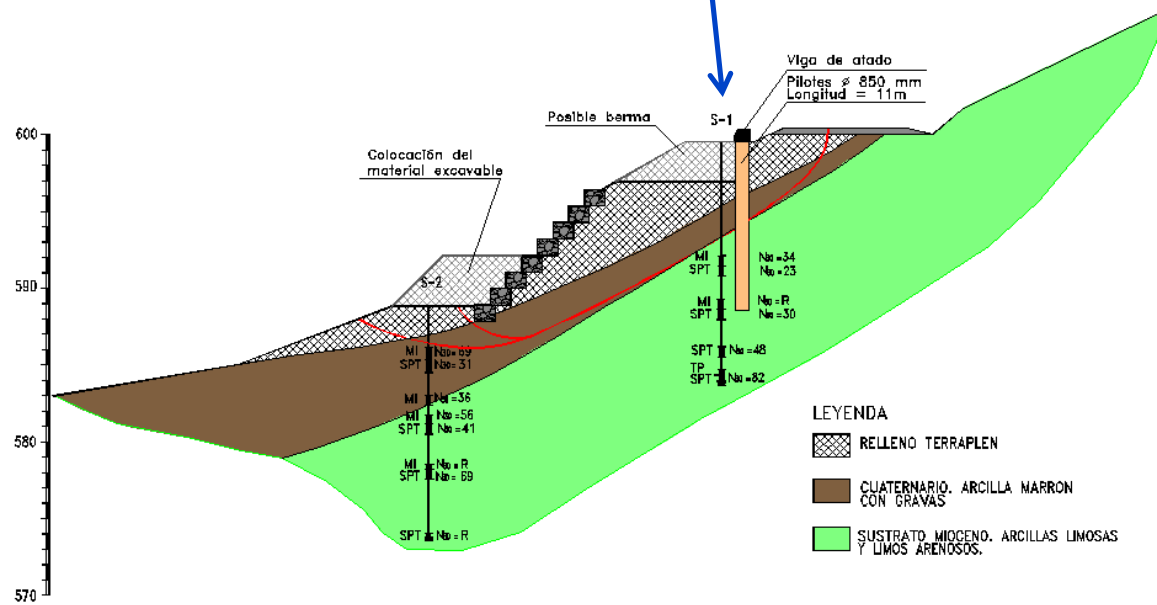 Viga de atado
Pilotes ø 850 mm
Longitud = 11m
S-1
Posible berma
600
Colocación del
material excavable
S-2
590
MI N30=34
SPT N30=23
MI N30=R
SPT N30=30
SPT N30=48
TP
SPT N30=82
MI N30=69
SPT N30=31
MI N30=36
MI N30=56
SPT N30=41
MI N30=R
SPT N30=69
SPT N30=R
580
570
LEYENDA
RELLENO TERRAPLEN
CUATERNARIO. ARCILLA MARRON
CON GRAVAS
SUSTRATO MIOCENO. ARCILLAS LIMOSAS
Y LIMOS ARENOSOS.